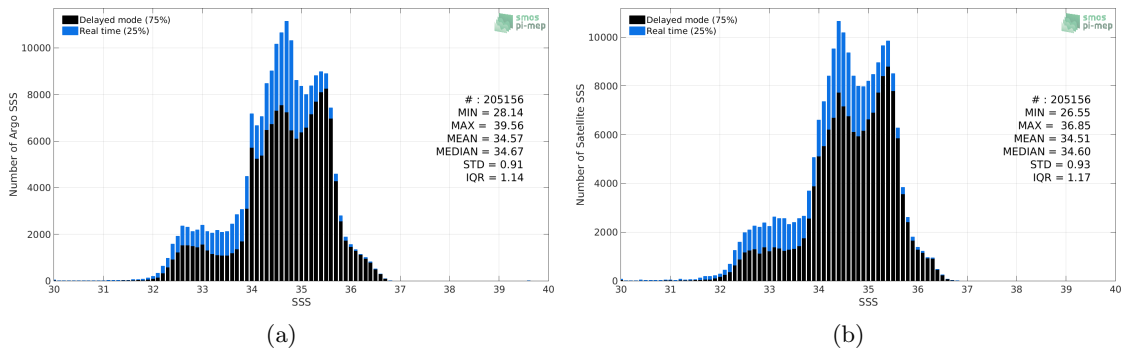 Delayed mode (75%)
Real time (25%)
smos
pi-mep
Number of Argo SSS
10000
8000
6000
4000
2000
0
# : 205156
MIN = 28.14
MAX = 39.56
MEAN = 34.57
MEDIAN = 34.67
STD = 0.91
IQR = 1.14
30 31 32 33 34 35 36 37 38 39 40
SSS
(a)
Delayed mode (75%)
Real time (25%)
smos
pi-mep
Number of Satellite SSS
10000
8000
6000
4000
2000
0
# : 205156
MIN = 26.55
MAX = 36.85
MEAN = 34.51
MEDIAN = 34.60
STD = 0.93
IQR = 1.17
30 31 32 33 34 35 36 37 38 39 40
SSS
(b)